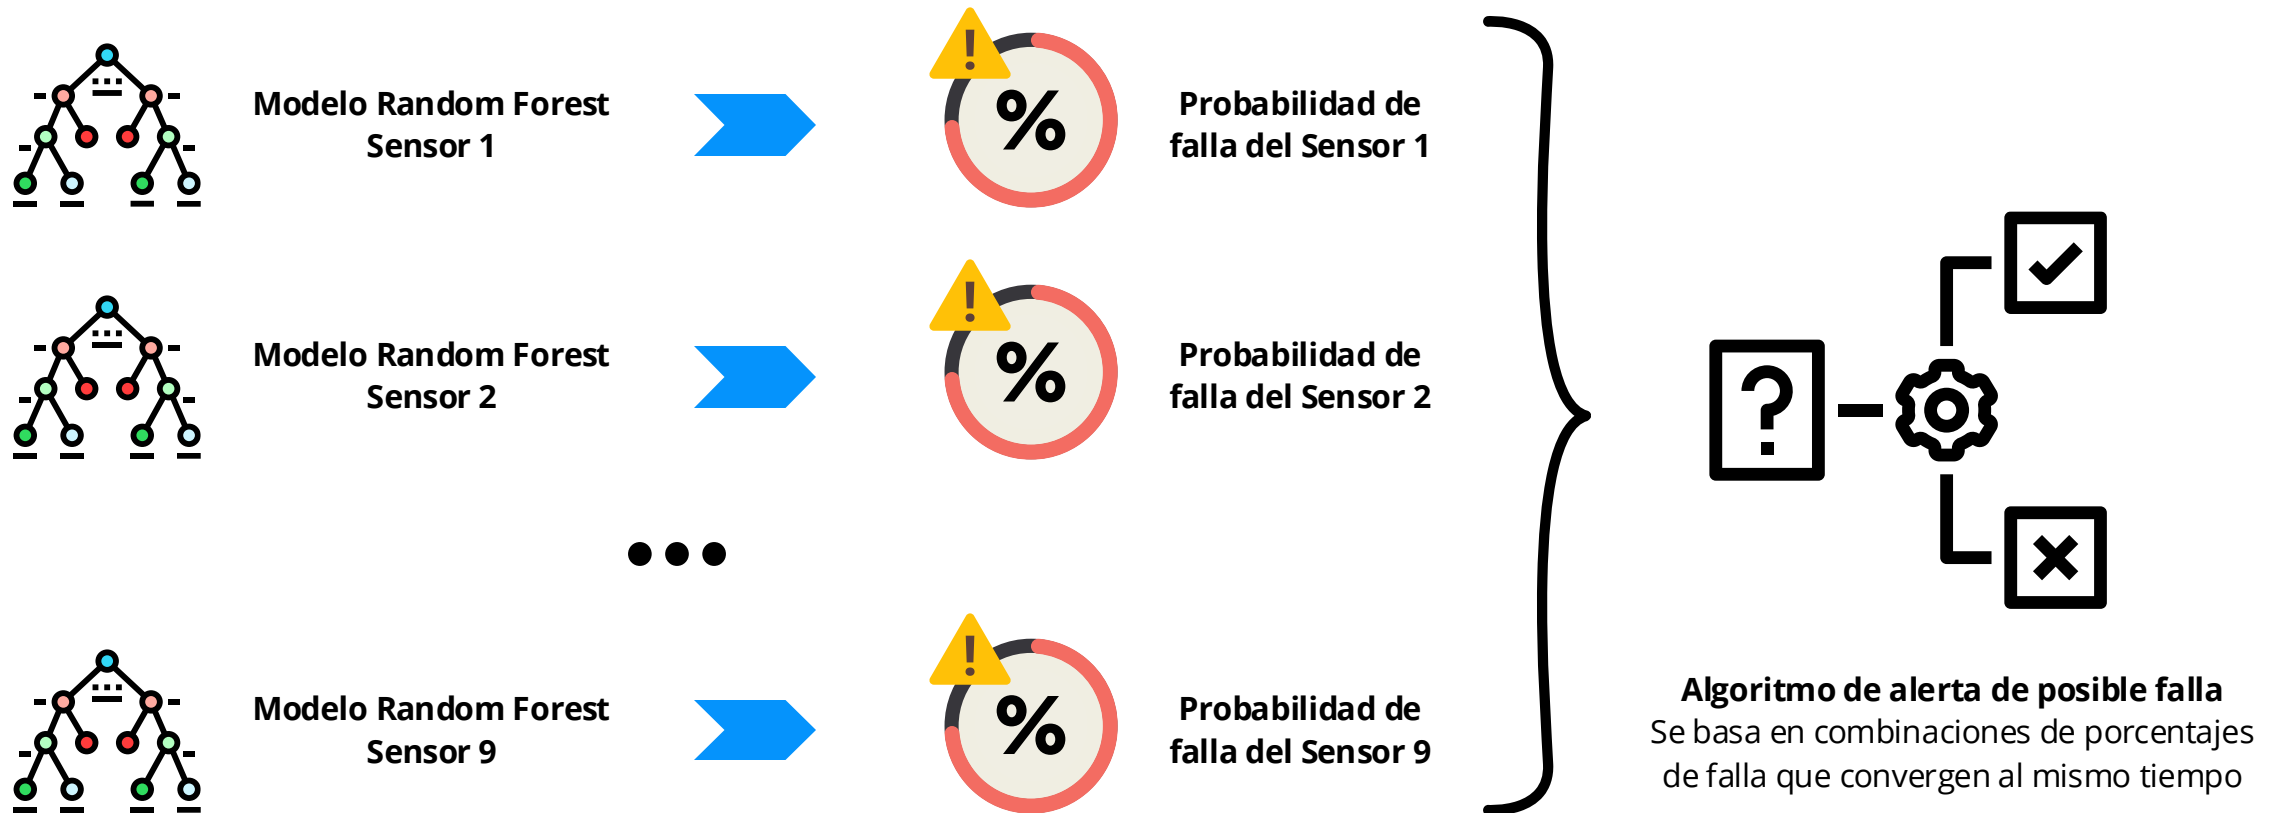 Modelo Random Forest
Sensor 1
%
Probabilidad de
falla del Sensor 1
Modelo Random Forest
Sensor 2
%
Probabilidad de
falla del Sensor 2
Modelo Random Forest
Sensor 9
%
Probabilidad de
falla del Sensor 9
?
Algoritmo de alerta de posible falla
Se basa en combinaciones de porcentajes
de falla que convergen al mismo tiempo